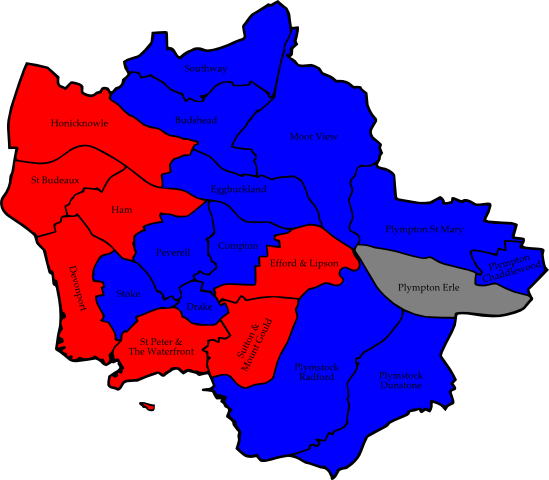 Southway
Budshead
Moor View
Honicknowle
St Budeaux
Ham
Eggbuckland
Plympton St Mary
Plympton
Chaddlewood
Peverell
Compton
Efford & Lipson
Plympton Erle
Devonport
Stoke
Drake
St Peter &
The Waterfront
Sutton &
Mount Gould
Plymstock
Radford
Plymstock
Dunstone